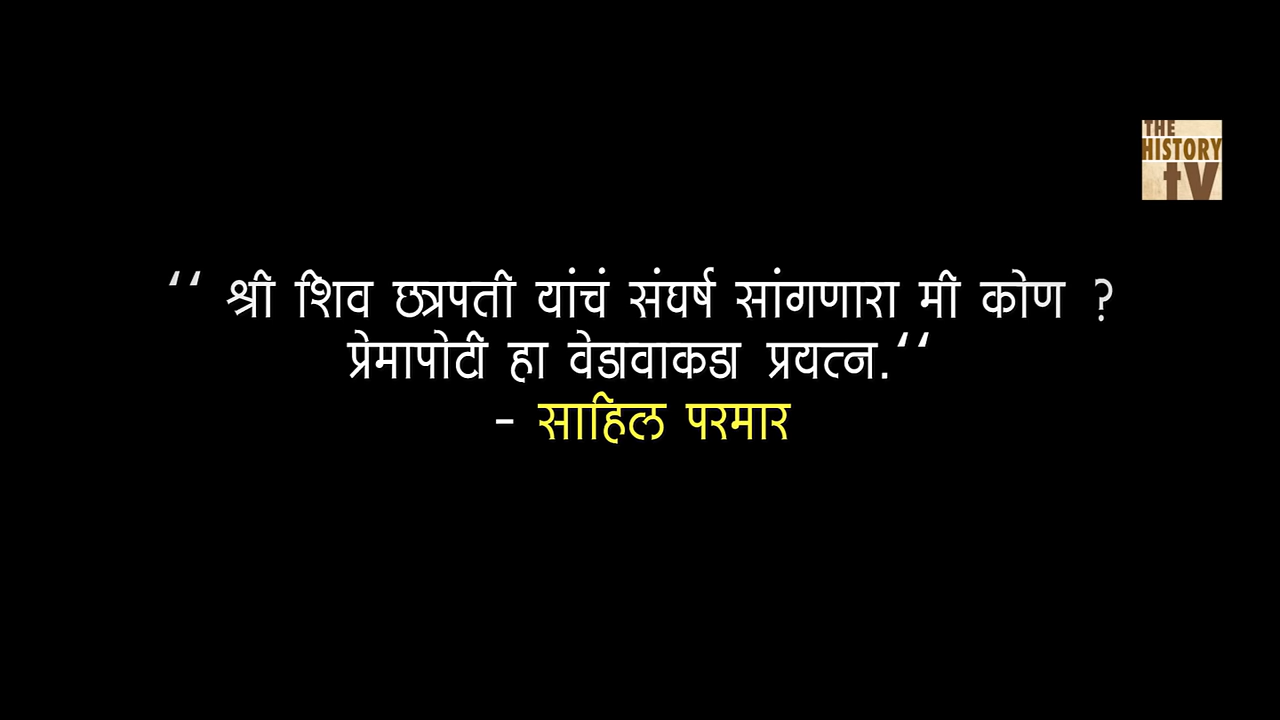 THE
HISTORY
tV
“ श्री शिव छत्रपती यांचं संघर्ष सांगणारा मी कोण ?
प्रेमापोटी हा वेडावाकडा प्रयत्न.“
- साहिल परमार